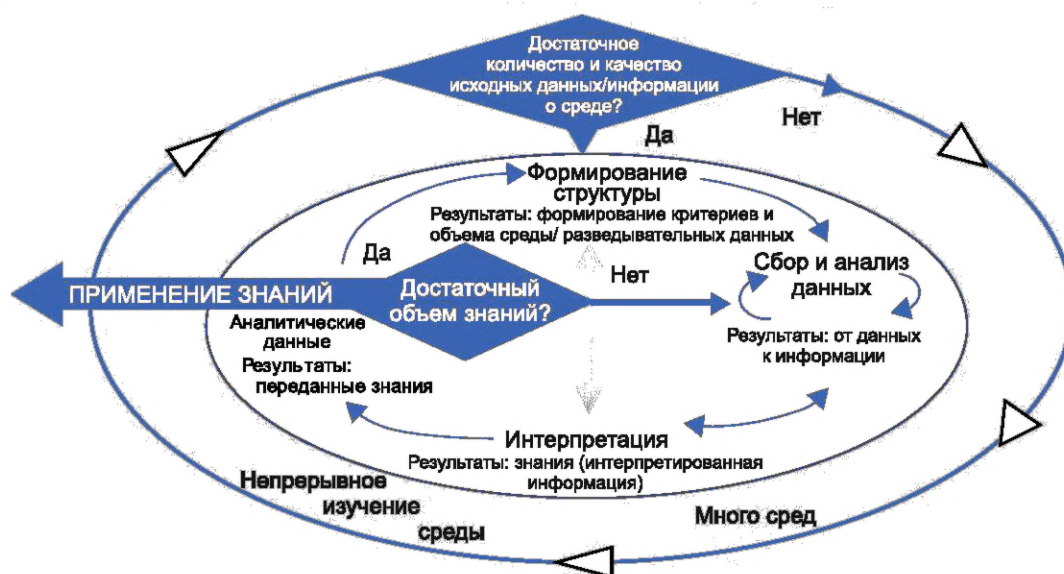 Достаточное
количество и качество
исходных данных/информации
о среде?
Нет
Да
Формирование
структуры
Результаты: формирование критериев и
объема среды/ разведывательных данных
Да
Нет
Сбор и анализ
данных
ПРИМЕНЕНИЕ ЗНАНИЙ
Достаточный
объем знаний?
Аналитические
данные
Результаты:
переданные знания
Результаты: от данных
к информации
Интерпретация
Результаты: знания (интерпретированная
информация)
Непрерывное
изучение
среды
Много сред